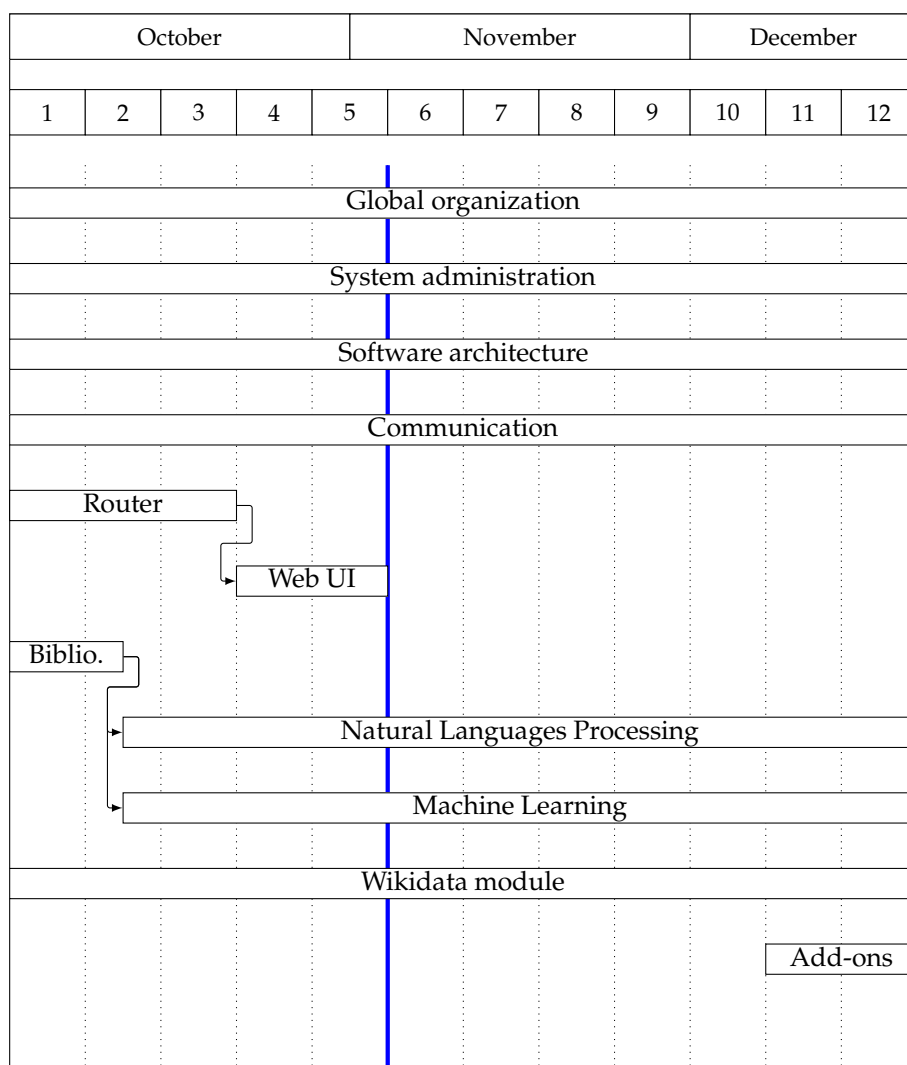 October November December
1 2 3 4 5 6 7 8 9 10 11 12
Global organization
System administration
Software architecture
Communication
Router
Web UI
Biblio.
Natural Languages Processing
Machine Learning
Wikidata module
Add-ons